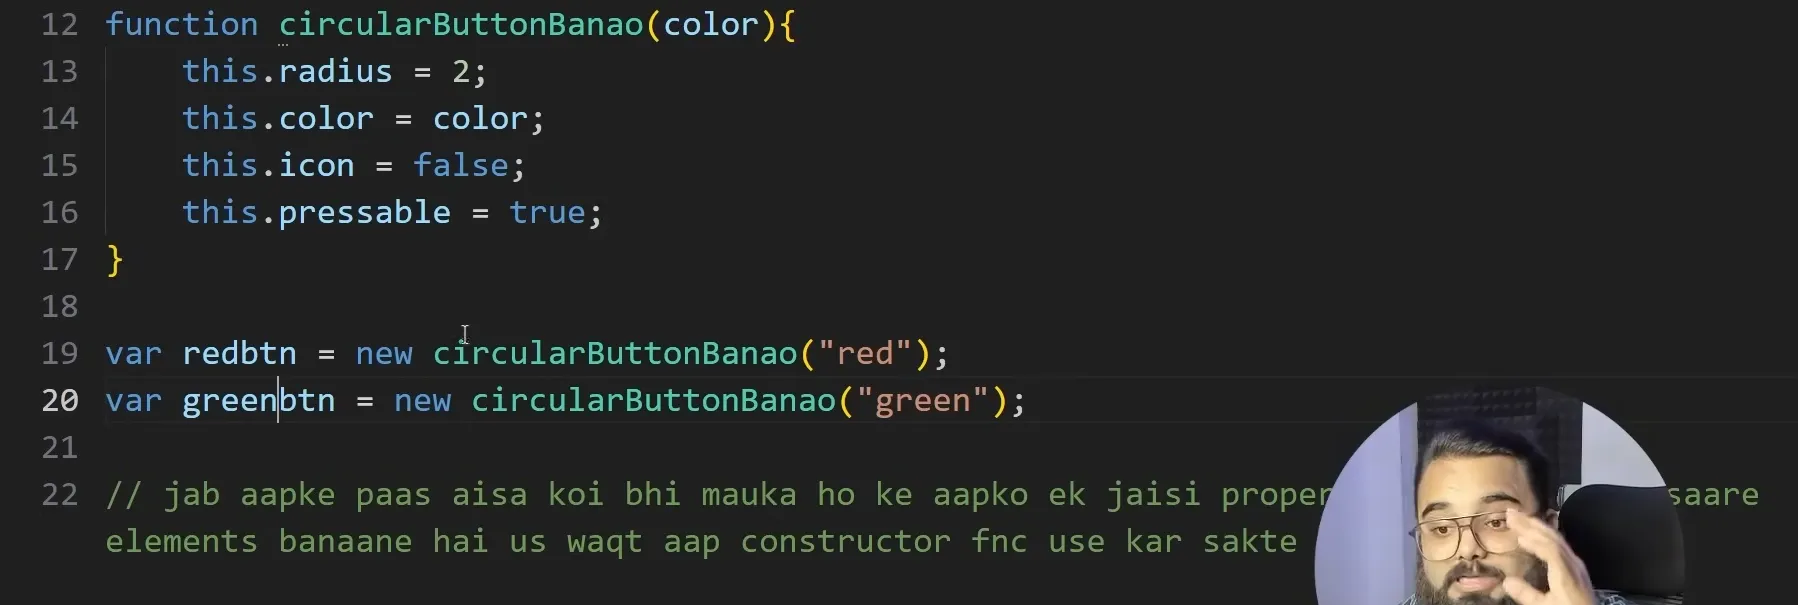 12 function circularButtonBanao(color){
13 this.radius = 2;
14 this.color = color;
15 this.icon = false;
16 this.pressable = true;
17 }
18
19 var redbtn = new circularButtonBanao("red");
20 var greenbtn = new circularButtonBanao("green");
21
22 // jab aapke paas aisa koi bhi mauka ho ke aapko ek jaisi saare
elements banaane hai us waqt aap constructor fnc use kar sakte